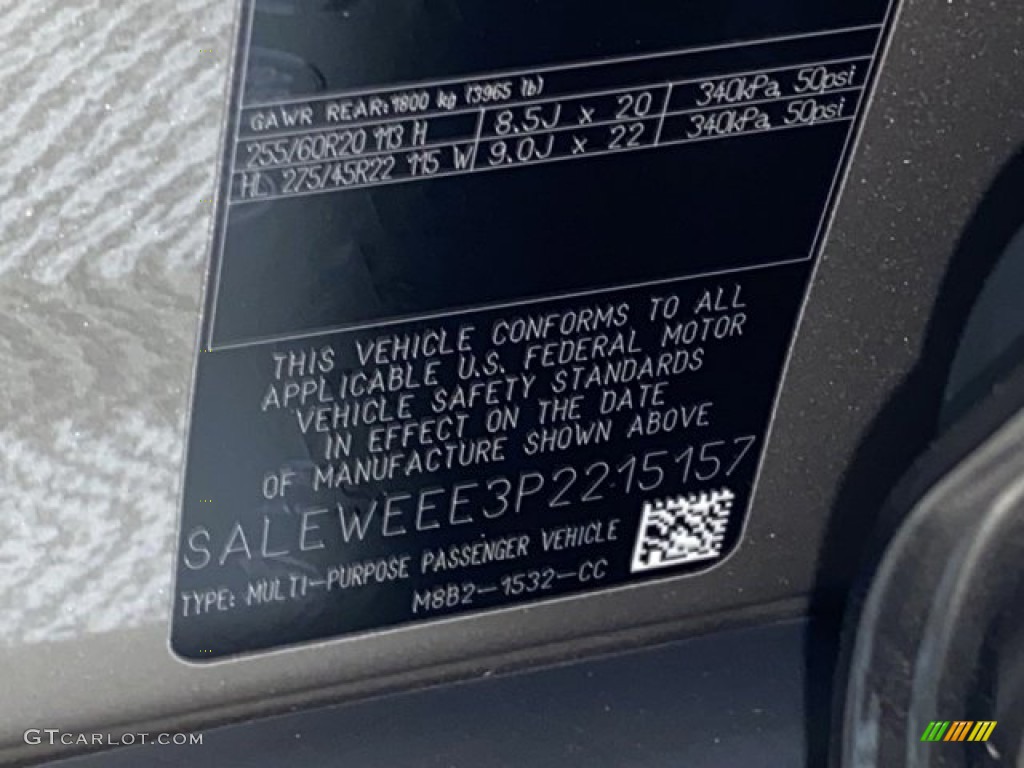 GAWR REAR: 1800 kg (3965 lb)
255/60R20 113 H 8.5J x 20 340kPa, 50psi
HL 275/45R22 115 W 9.0J x 22 340kPa, 50psi
THIS VEHICLE CONFORMS TO ALL
APPLICABLE U.S. FEDERAL MOTOR
VEHICLE SAFETY STANDARDS
IN EFFECT ON THE DATE
OF MANUFACTURE SHOWN ABOVE
SALEWEEE3P2215157
TYPE: MULTI-PURPOSE PASSENGER VEHICLE
M8B2-1532-CC
GTCARLOT.COM